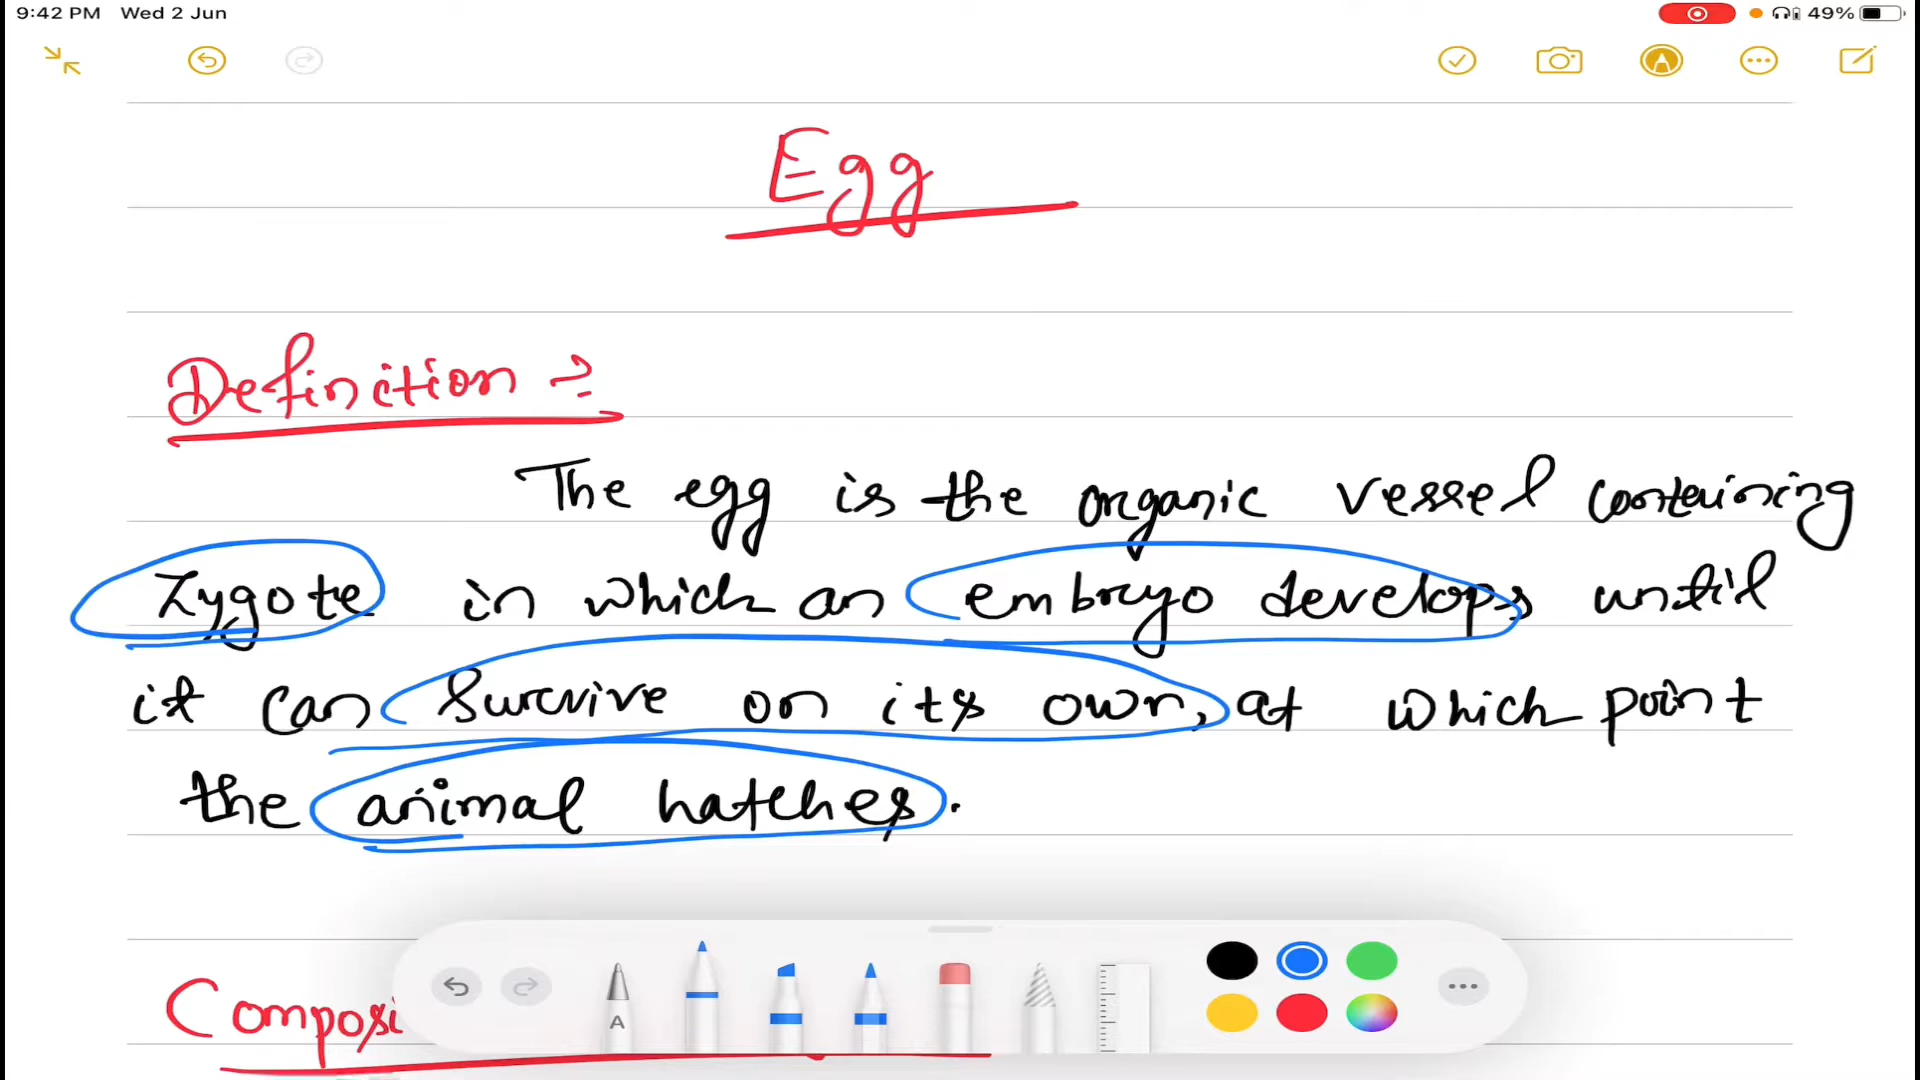 9:42 PM Wed 2 Jun 49%
Egg
Definition :
The egg is the organic vessel containing
Zygote in which an embryo develops until
it can survive on its own, at which point
the animal hatches.
A
Composi